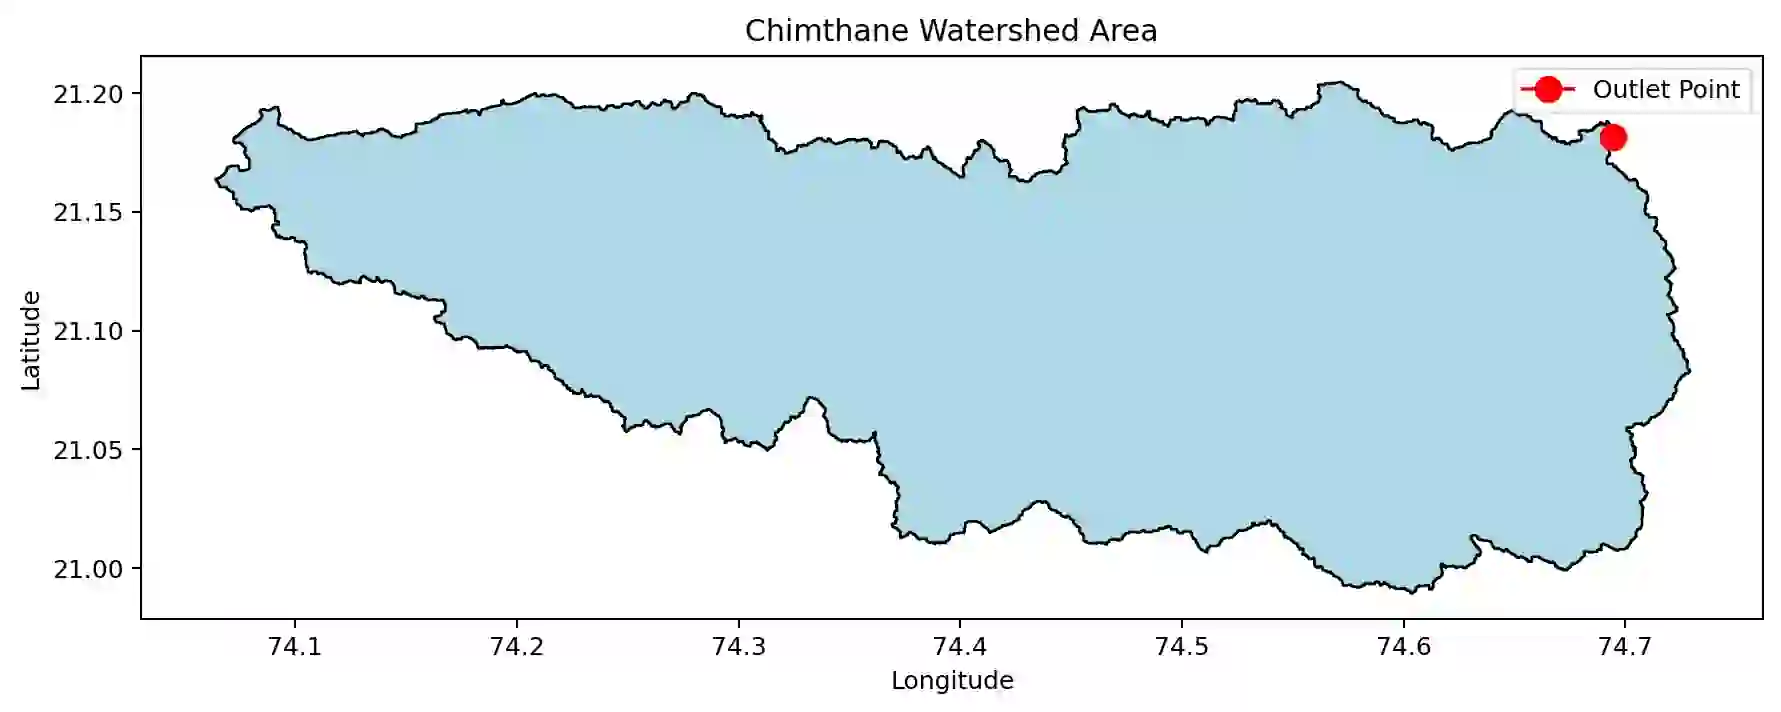 Chimthane Watershed Area
Outlet Point
21.20
21.15
21.10
21.05
21.00
Latitude
74.1 74.2 74.3 74.4 74.5 74.6 74.7
Longitude